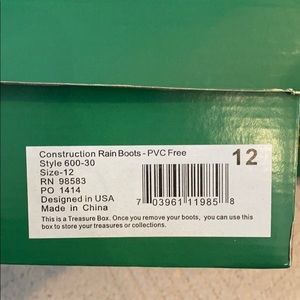 Construction Rain Boots - PVC Free
12
Style 600-30
Size-12
RN 98583
PO 1414
Designed in USA
Made in China
7 03961 11985 8
This is a Treasure Box. Once you remove your boots, you can use this
box to store your treasures or collections.